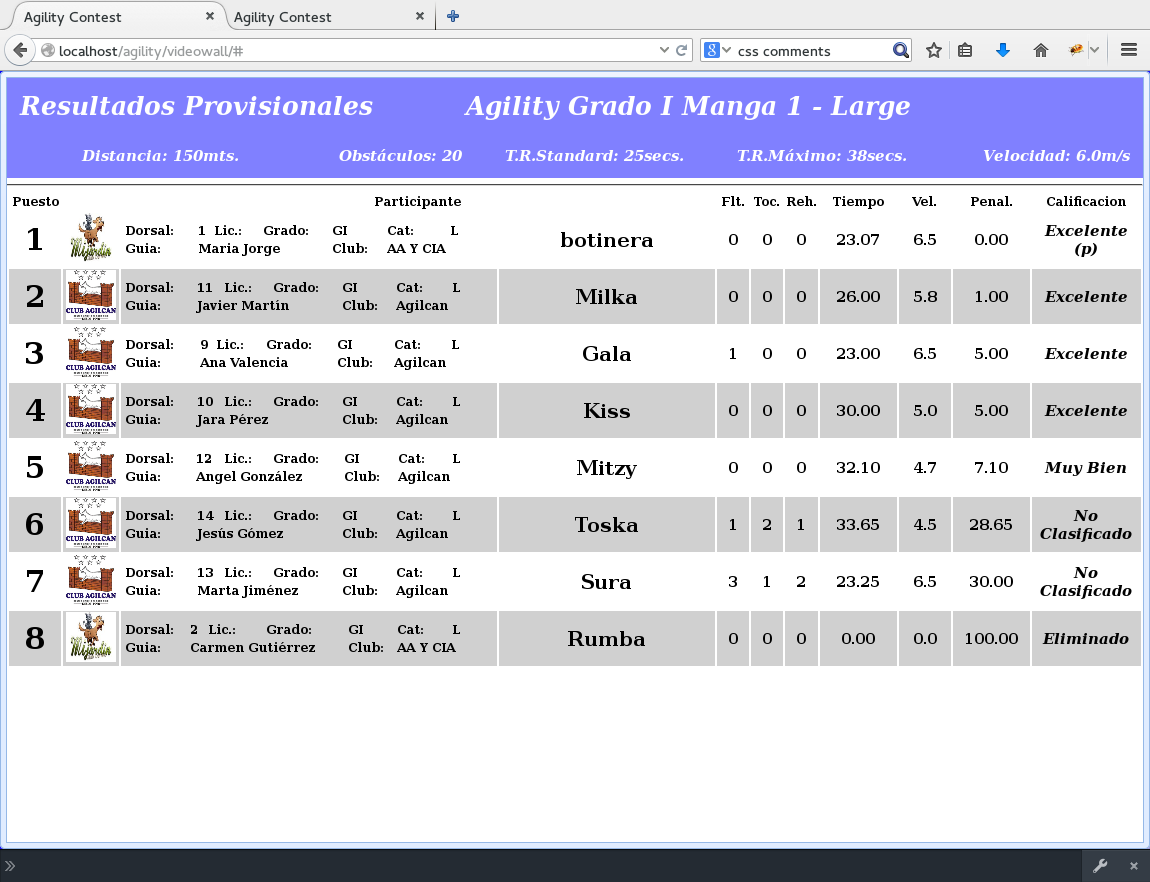 Agility Contest × Agility Contest ×
localhost/agility/videowall/# css comments
Resultados Provisionales Agility Grado I Manga 1 - Large
Distancia: 150mts. Obstáculos: 20 T.R.Standard: 25secs. T.R.Máximo: 38secs. Velocidad: 6.0m/s
Puesto Participante Flt. Toc. Reh. Tiempo Vel. Penal. Calificacion
1 Dorsal: 1 Lic.: Grado: GI Cat: L botinera 0 0 0 23.07 6.5 0.00 Excelente (p)
Guia: Maria Jorge Club: AA Y CIA
2 Dorsal: 11 Lic.: Grado: GI Cat: L Milka 0 0 0 26.00 5.8 1.00 Excelente
Guia: Javier Martín Club: Agilcan
CLUB AGILCAN
3 Dorsal: 9 Lic.: Grado: GI Cat: L Gala 1 0 0 23.00 6.5 5.00 Excelente
Guia: Ana Valencia Club: Agilcan
CLUB AGILCAN
4 Dorsal: 10 Lic.: Grado: GI Cat: L Kiss 0 0 0 30.00 5.0 5.00 Excelente
Guia: Jara Pérez Club: Agilcan
CLUB AGILCAN
5 Dorsal: 12 Lic.: Grado: GI Cat: L Mitzy 0 0 0 32.10 4.7 7.10 Muy Bien
Guia: Angel González Club: Agilcan
CLUB AGILCAN
6 Dorsal: 14 Lic.: Grado: GI Cat: L Toska 1 2 1 33.65 4.5 28.65 No Clasificado
Guia: Jesús Gómez Club: Agilcan
CLUB AGILCAN
7 Dorsal: 13 Lic.: Grado: GI Cat: L Sura 3 1 2 23.25 6.5 30.00 No Clasificado
Guia: Marta Jiménez Club: Agilcan
CLUB AGILCAN
8 Dorsal: 2 Lic.: Grado: GI Cat: L Rumba 0 0 0 0.00 0.0 100.00 Eliminado
Guia: Carmen Gutiérrez Club: AA Y CIA